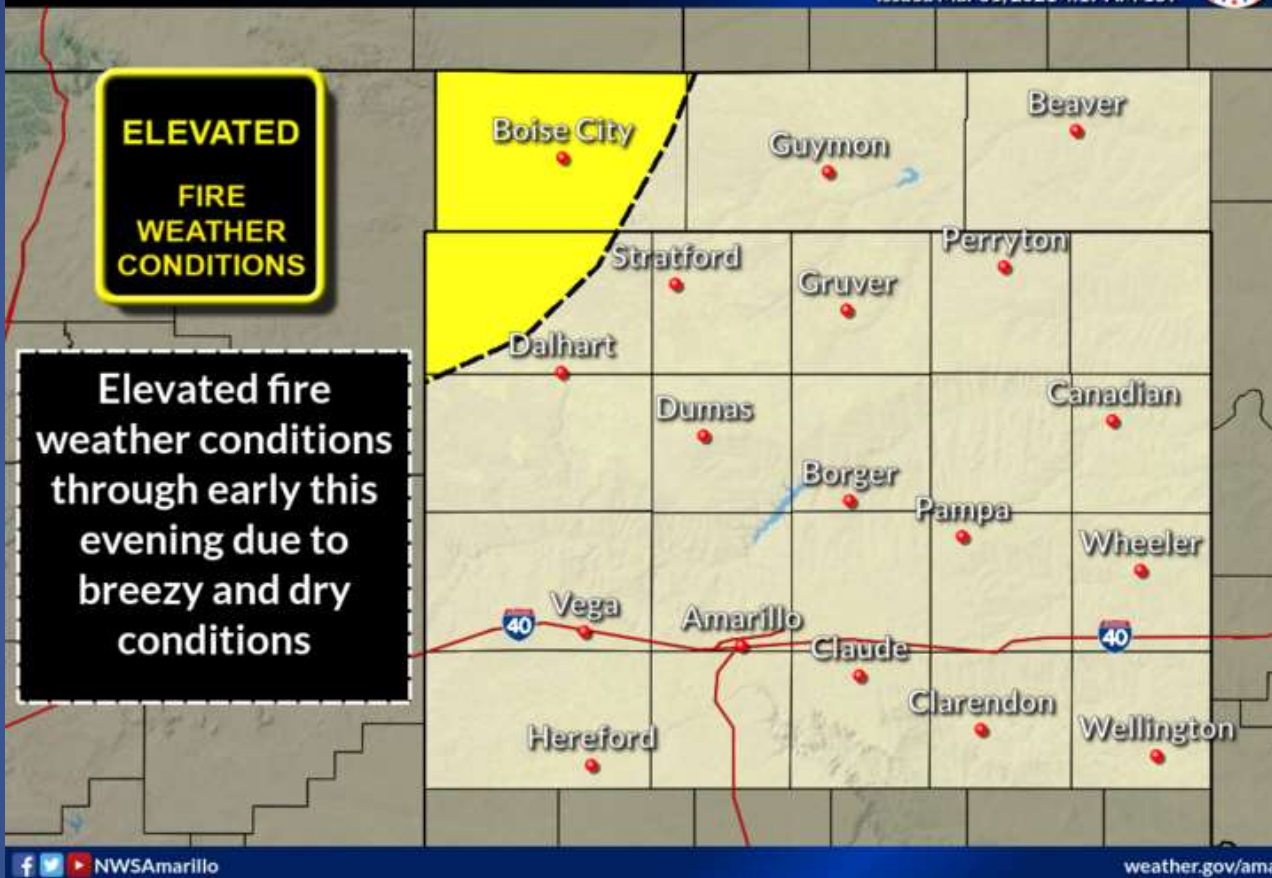 ELEVATED
FIRE
WEATHER
CONDITIONS
Elevated fire
weather conditions
through early this
evening due to
breezy and dry
conditions
Boise City
Guymon
Beaver
Stratford
Gruver
Perryton
Dalhart
Dumas
Canadian
Borger
Pampa
Wheeler
40
Vega
Amarillo
Claude
40
Clarendon
Hereford
Wellington
NWSAmarillo
weather.gov/ama